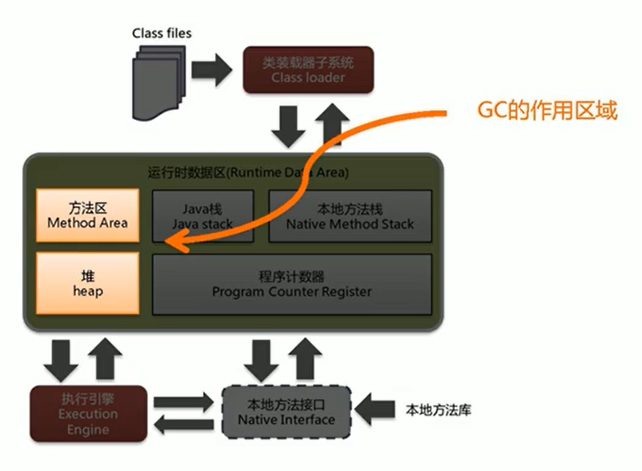 Class files
类装载器子系统
Class loader
GC的作用区域
运行时数据区(Runtime Data Area)
方法区
Method Area
Java栈
Java stack
本地方法栈
Native Method Stack
堆
heap
程序计数器
Program Counter Register
执行引擎
Execution
Engine
本地方法接口
Native Interface
本地方法库